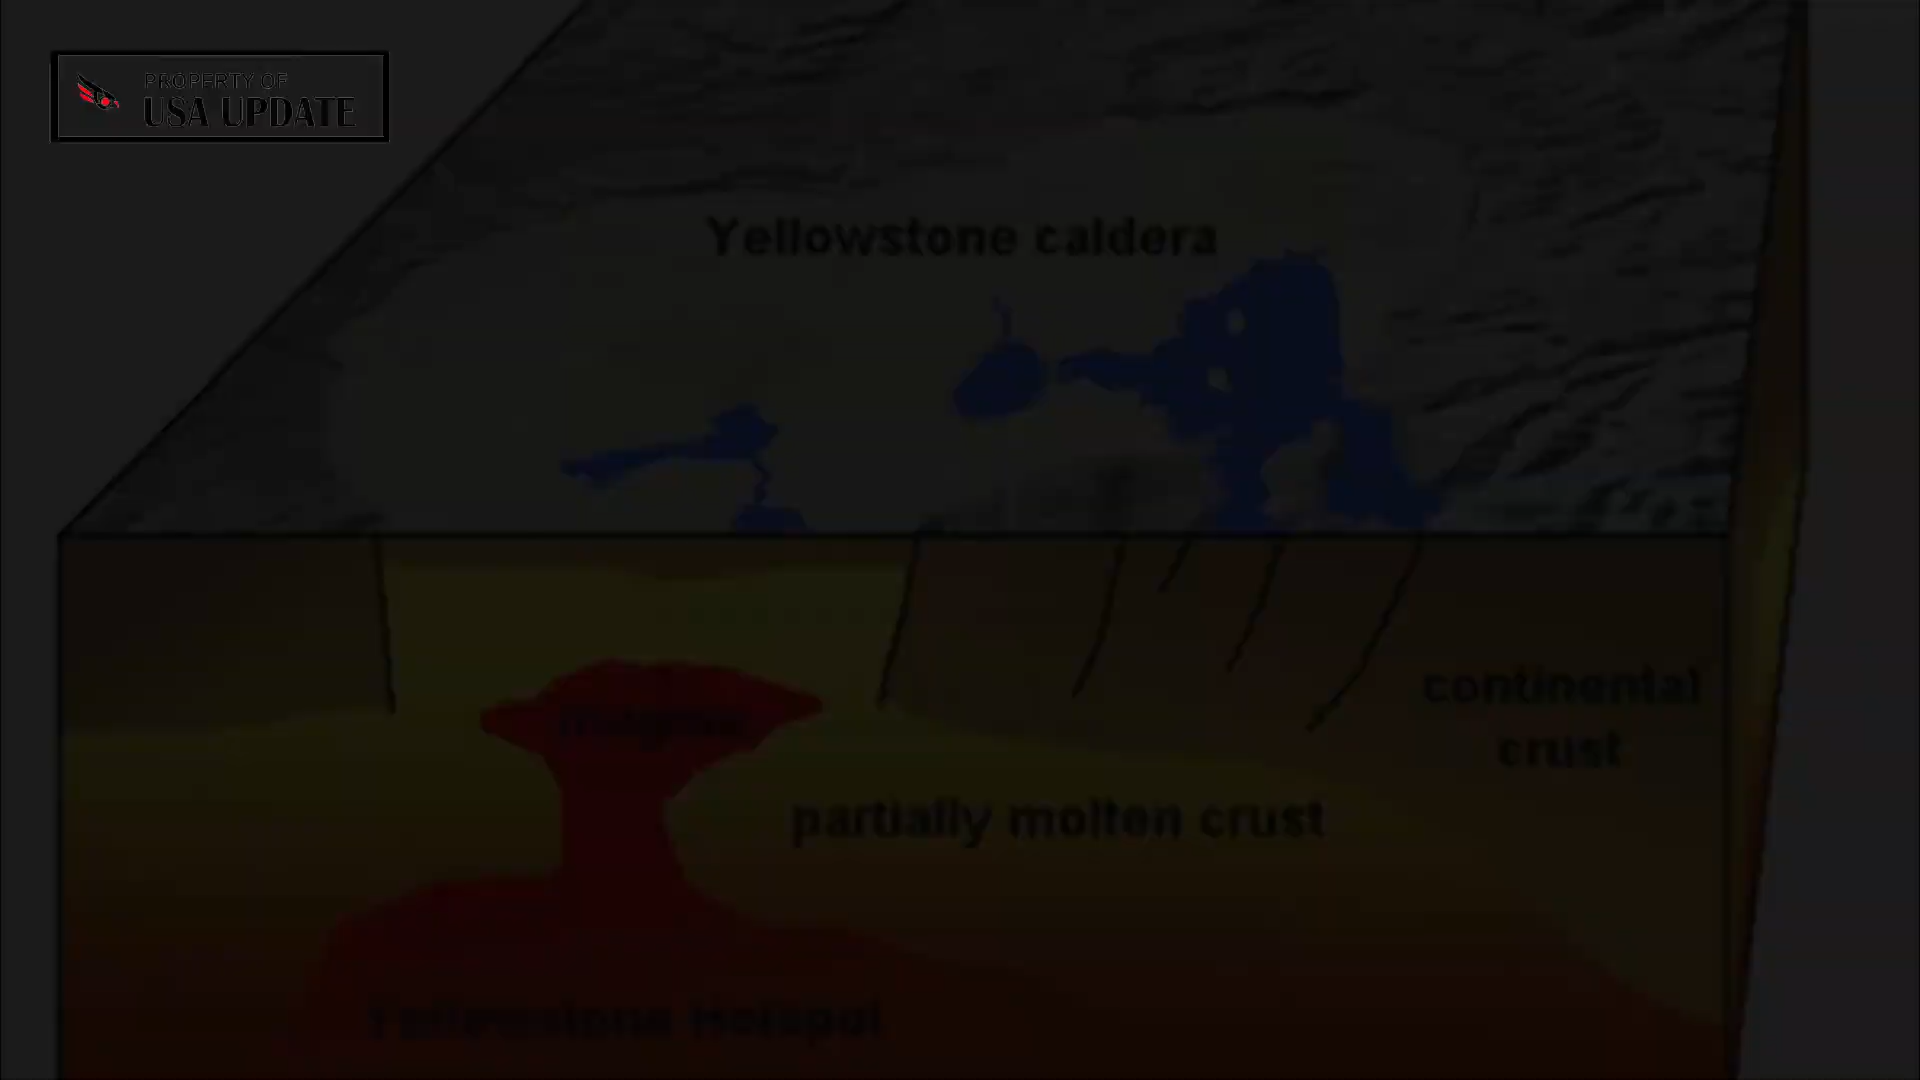 PROPERTY OF
USA UPDATE
Yellowstone caldera
magma
continental
crust
partially molten crust
Yellowstone Hotspot